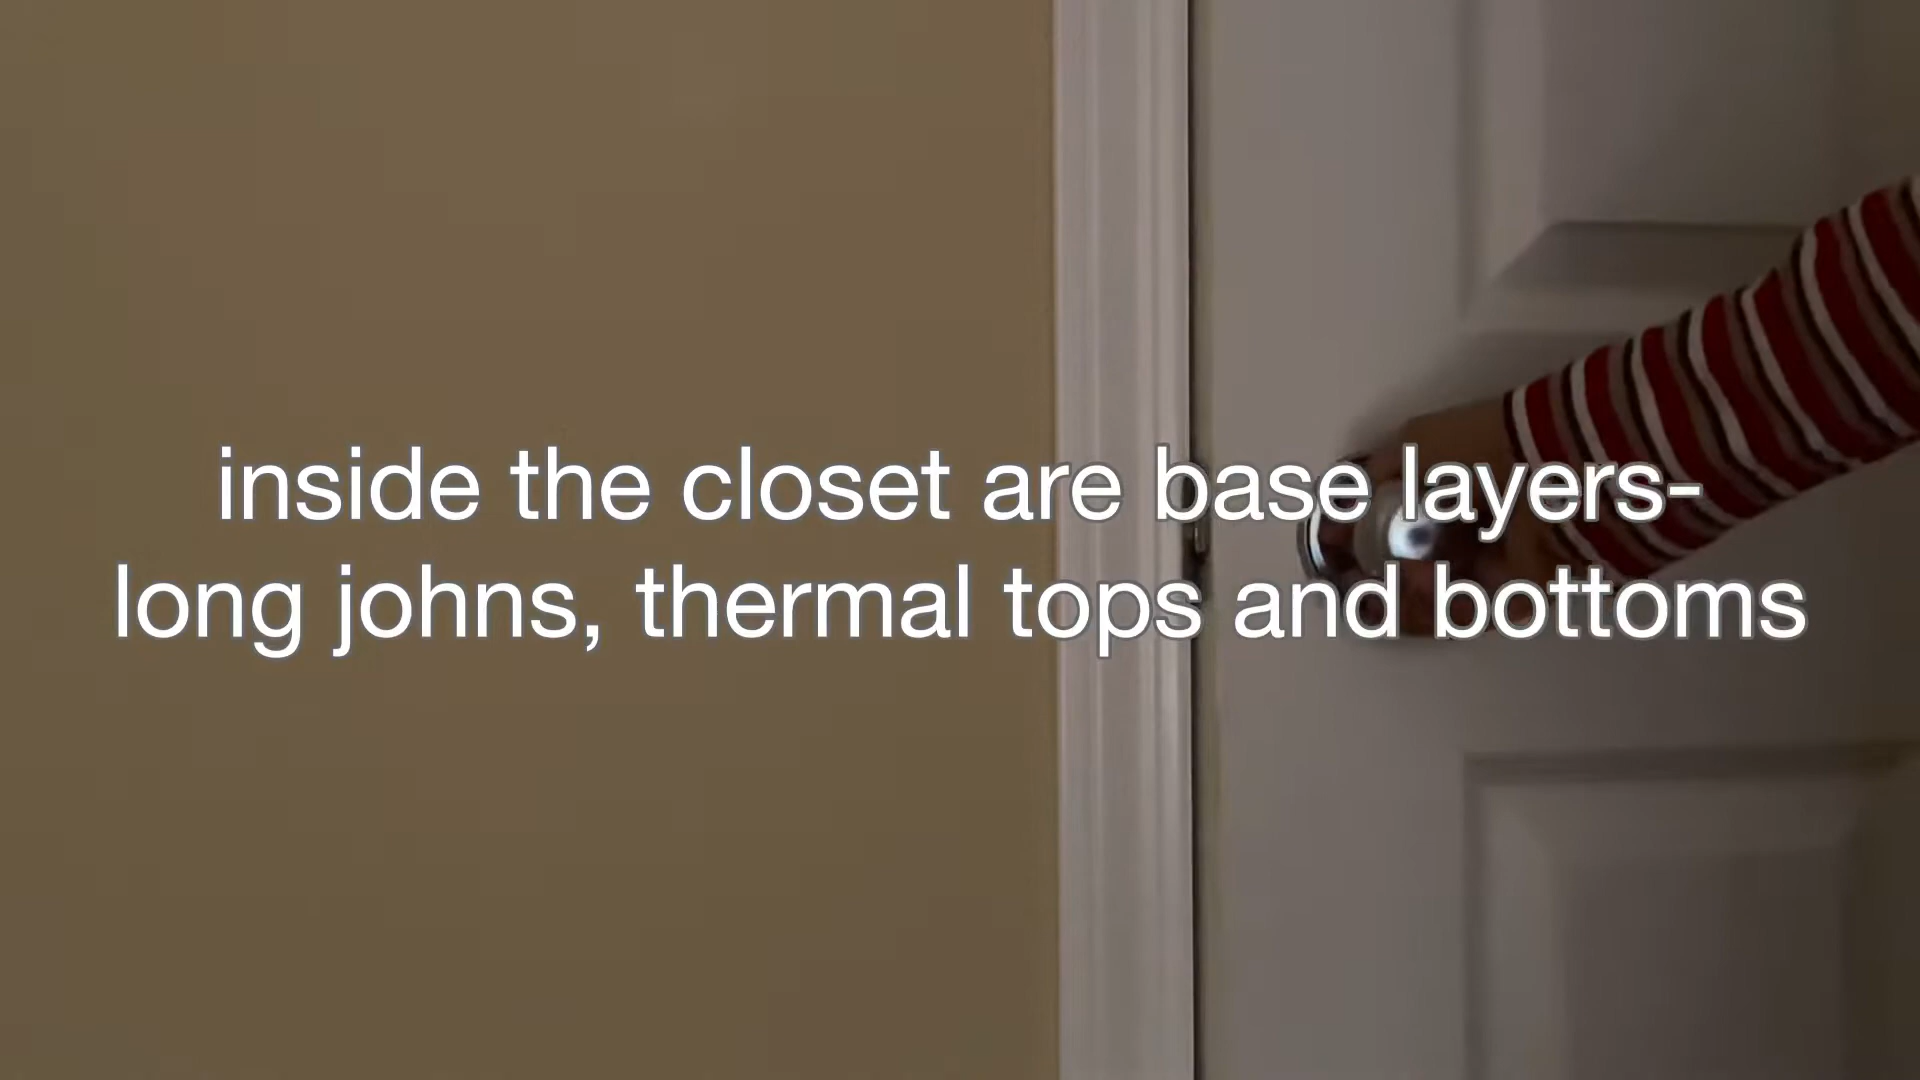 inside the closet are base layers-
long johns, thermal tops and bottoms